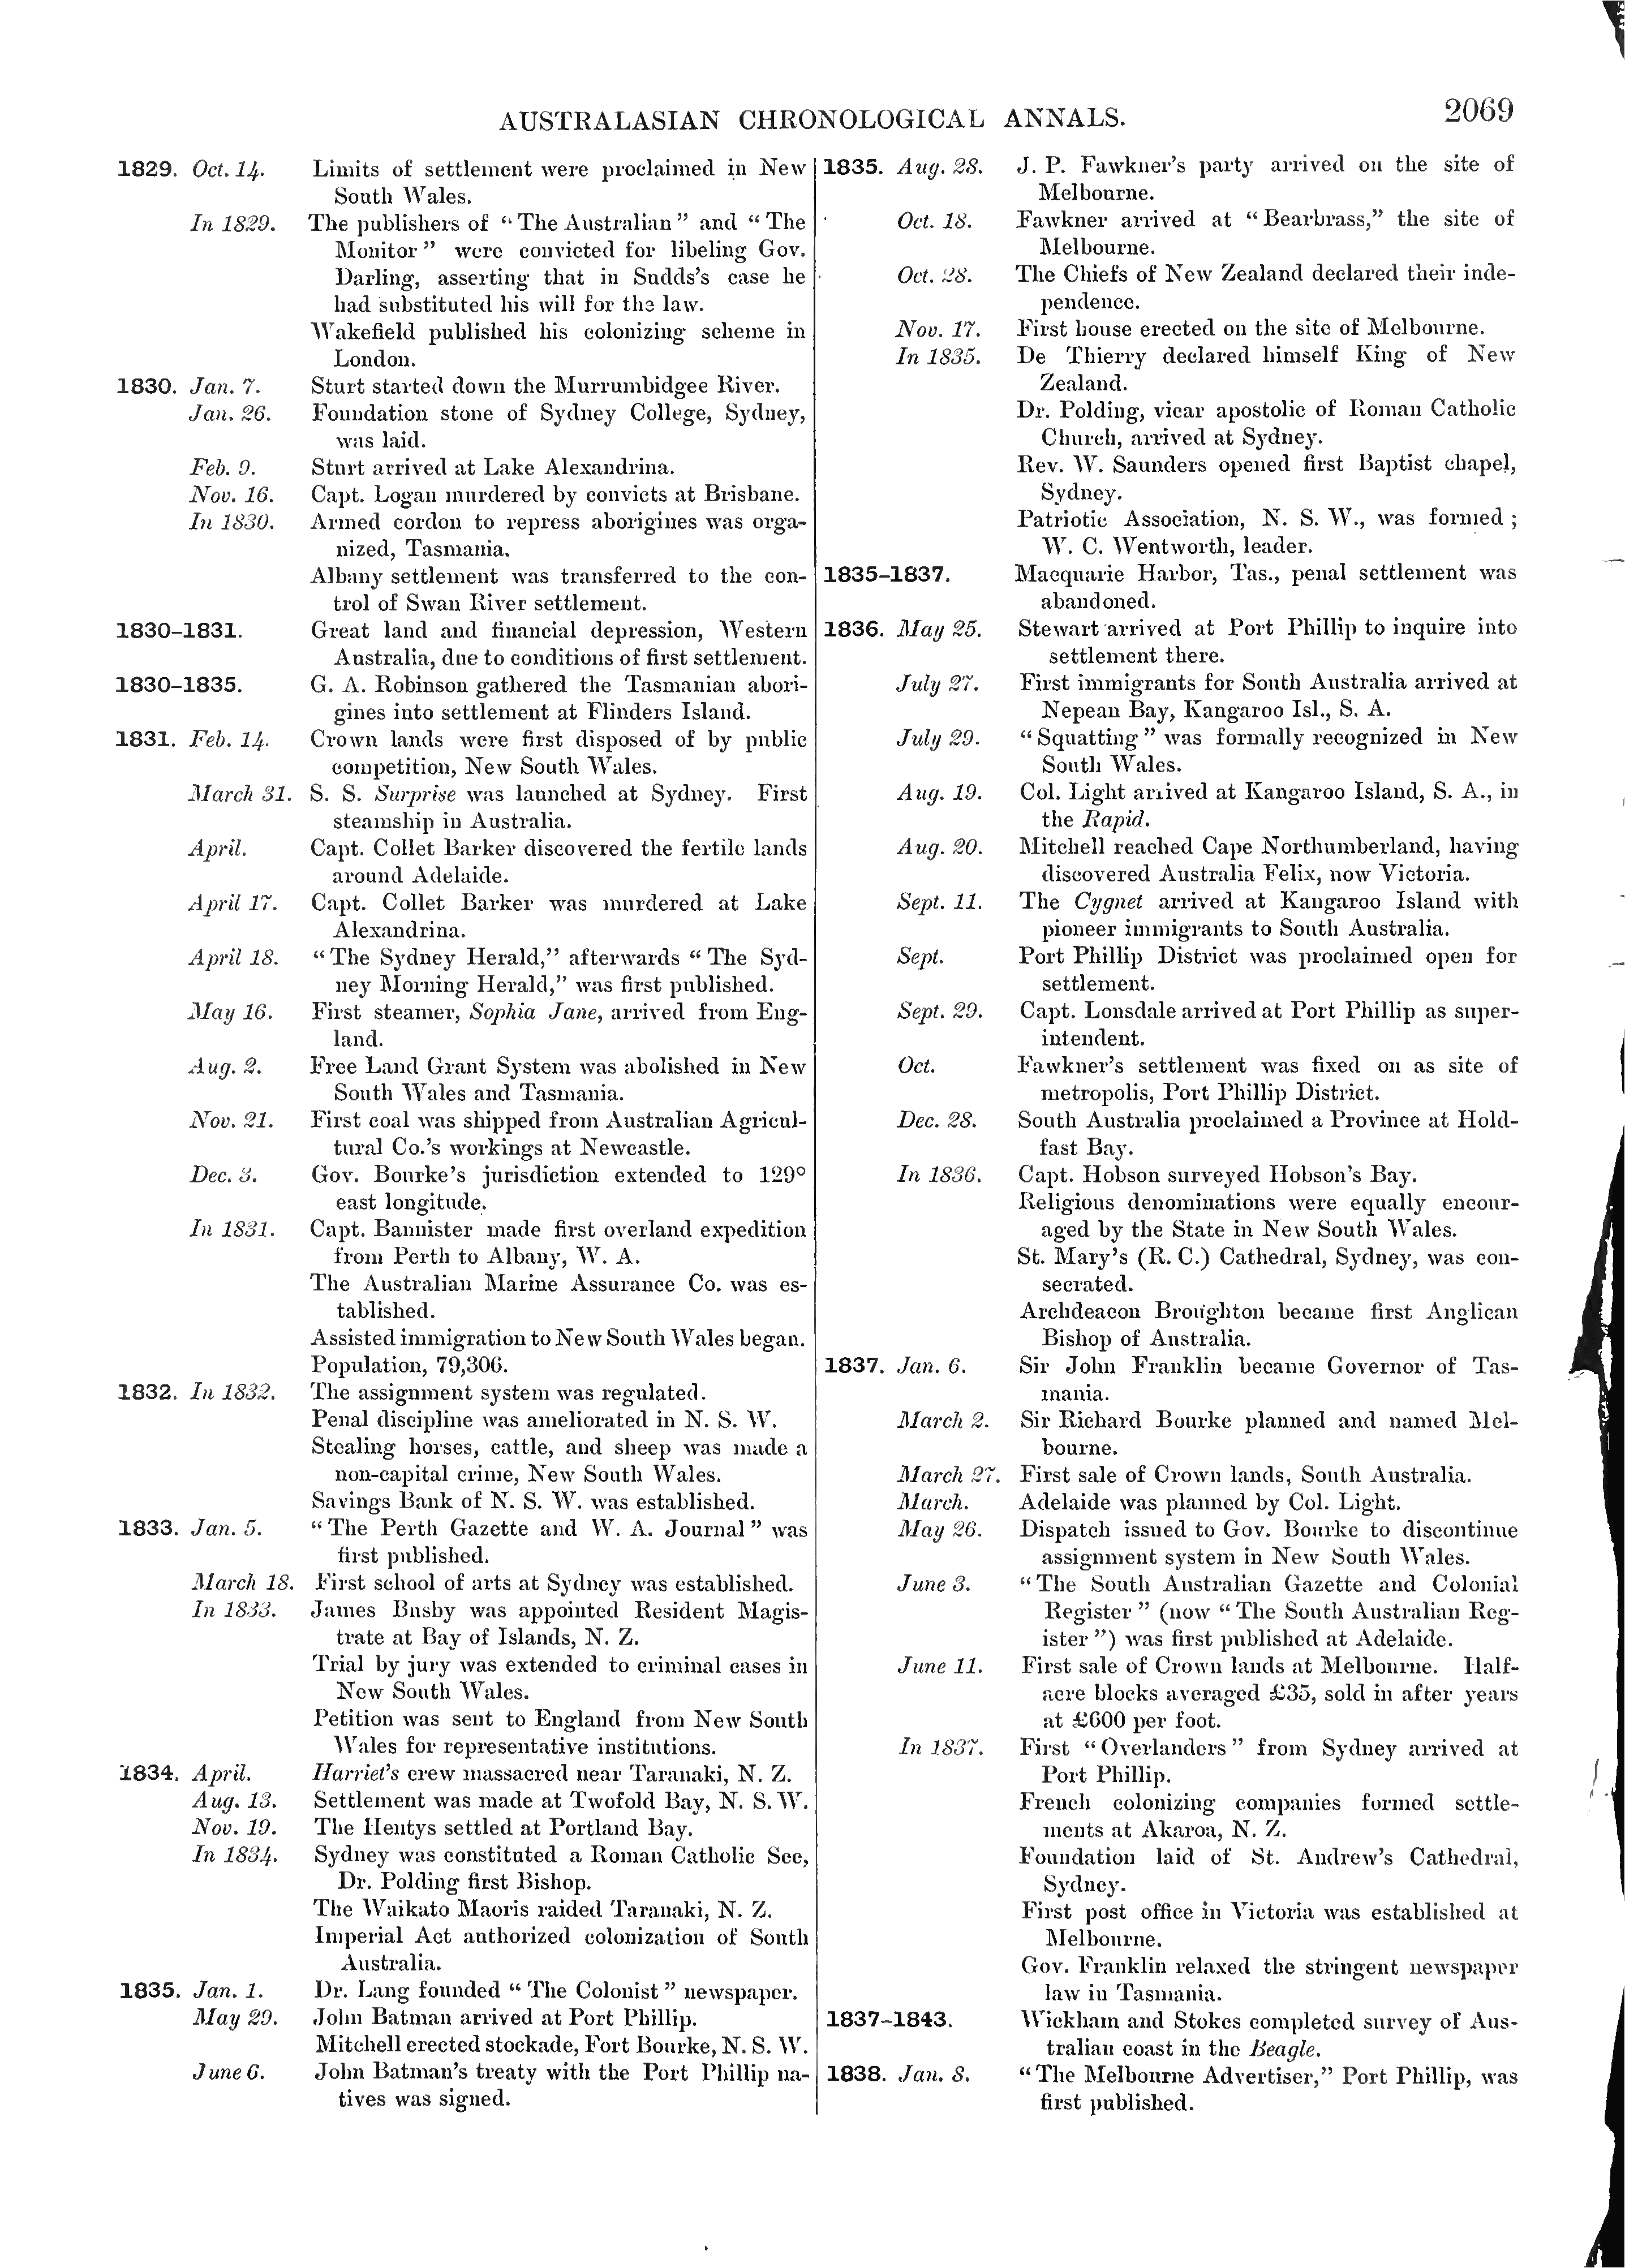 AUSTRALASIAN CHRONOLOGICAL ANNALS.
2069
1829. Oct. 14. Limits of settlement were proclaimed in New
South Wales.
In 1829. The publishers of "The Australian" and "The
Monitor" were convicted for libeling Gov.
Darling, asserting that in Sudds's case he
had substituted his will for the law.
Wakefield published his colonizing scheme in
London.
1830. Jan. 7. Sturt started down the Murrumbidgee River.
Jan. 26. Foundation stone of Sydney College, Sydney,
was laid.
Feb. 9. Sturt arrived at Lake Alexandrina.
Nov. 16. Capt. Logan murdered by convicts at Brisbane.
In 1830. Armed cordon to repress aborigines was orga-
nized, Tasmania.
Albany settlement was transferred to the con-
trol of Swan River settlement.
1830–1831. Great land and financial depression, Western
Australia, due to conditions of first settlement.
1830–1835. G. A. Robinson gathered the Tasmanian abori-
gines into settlement at Flinders Island.
1831. Feb. 14. Crown lands were first disposed of by public
competition, New South Wales.
March 31. S. S. Surprise was launched at Sydney. First
steamship in Australia.
April. Capt. Collet Barker discovered the fertile lands
around Adelaide.
April 17. Capt. Collet Barker was murdered at Lake
Alexandrina.
April 18. "The Sydney Herald," afterwards "The Syd-
ney Morning Herald," was first published.
May 16. First steamer, Sophia Jane, arrived from Eng-
land.
Aug. 2. Free Land Grant System was abolished in New
South Wales and Tasmania.
Nov. 21. First coal was shipped from Australian Agricul-
tural Co.'s workings at Newcastle.
Dec. 3. Gov. Bourke's jurisdiction extended to 129°
east longitude.
In 1831. Capt. Bannister made first overland expedition
from Perth to Albany, W. A.
The Australian Marine Assurance Co. was es-
tablished.
Assisted immigration to New South Wales began.
Population, 79,306.
1832. In 1832. The assignment system was regulated.
Penal discipline was ameliorated in N. S. W.
Stealing horses, cattle, and sheep was made a
non-capital crime, New South Wales.
Savings Bank of N. S. W. was established.
1833. Jan. 5. "The Perth Gazette and W. A. Journal" was
first published.
March 18. First school of arts at Sydney was established.
In 1833. James Busby was appointed Resident Magis-
trate at Bay of Islands, N. Z.
Trial by jury was extended to criminal cases in
New South Wales.
Petition was sent to England from New South
Wales for representative institutions.
1834. April. Harriet's crew massacred near Taranaki, N. Z.
Aug. 13. Settlement was made at Twofold Bay, N. S. W.
Nov. 19. The Hentys settled at Portland Bay.
In 1834. Sydney was constituted a Roman Catholic See,
Dr. Polding first Bishop.
The Waikato Maoris raided Taranaki, N. Z.
Imperial Act authorized colonization of South
Australia.
1835. Jan. 1. Dr. Lang founded "The Colonist" newspaper.
May 29. John Batman arrived at Port Phillip.
Mitchell erected stockade, Fort Bourke, N. S. W.
June 6. John Batman's treaty with the Port Phillip na-
tives was signed.
1835. Aug. 28. J. P. Fawkner's party arrived on the site of
Melbourne.
Oct. 18. Fawkner arrived at "Bearbrass," the site of
Melbourne.
Oct. 28. The Chiefs of New Zealand declared their inde-
pendence.
Nov. 17. First house erected on the site of Melbourne.
In 1835. De Thierry declared himself King of New
Zealand.
Dr. Polding, vicar apostolic of Roman Catholic
Church, arrived at Sydney.
Rev. W. Saunders opened first Baptist chapel,
Sydney.
Patriotic Association, N. S. W., was formed;
W. C. Wentworth, leader.
1835–1837. Macquarie Harbor, Tas., penal settlement was
abandoned.
1836. May 25. Stewart arrived at Port Phillip to inquire into
settlement there.
July 27. First immigrants for South Australia arrived at
Nepean Bay, Kangaroo Isl., S. A.
July 29. "Squatting" was formally recognized in New
South Wales.
Aug. 19. Col. Light arrived at Kangaroo Island, S. A., in
the Rapid.
Aug. 20. Mitchell reached Cape Northumberland, having
discovered Australia Felix, now Victoria.
Sept. 11. The Cygnet arrived at Kangaroo Island with
pioneer immigrants to South Australia.
Sept. Port Phillip District was proclaimed open for
settlement.
Sept. 29. Capt. Lonsdale arrived at Port Phillip as super-
intendent.
Oct. Fawkner's settlement was fixed on as site of
metropolis, Port Phillip District.
Dec. 28. South Australia proclaimed a Province at Hold-
fast Bay.
In 1836. Capt. Hobson surveyed Hobson's Bay.
Religious denominations were equally encour-
aged by the State in New South Wales.
St. Mary's (R. C.) Cathedral, Sydney, was con-
secrated.
Archdeacon Broughton became first Anglican
Bishop of Australia.
1837. Jan. 6. Sir John Franklin became Governor of Tas-
mania.
March 2. Sir Richard Bourke planned and named Mel-
bourne.
March 27. First sale of Crown lands, South Australia.
March. Adelaide was planned by Col. Light.
May 26. Dispatch issued to Gov. Bourke to discontinue
assignment system in New South Wales.
June 3. "The South Australian Gazette and Colonial
Register" (now "The South Australian Reg-
ister") was first published at Adelaide.
June 11. First sale of Crown lands at Melbourne. Half-
acre blocks averaged £35, sold in after years
at £600 per foot.
In 1837. First "Overlanders" from Sydney arrived at
Port Phillip.
French colonizing companies formed settle-
ments at Akaroa, N. Z.
Foundation laid of St. Andrew's Cathedral,
Sydney.
First post office in Victoria was established at
Melbourne.
Gov. Franklin relaxed the stringent newspaper
law in Tasmania.
1837–1843. Wickham and Stokes completed survey of Aus-
tralian coast in the Beagle.
1838. Jan. 8. "The Melbourne Advertiser," Port Phillip, was
first published.